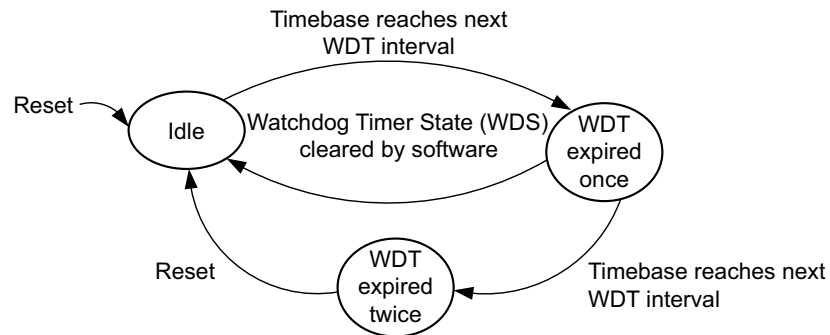 Timebase reaches next
WDT interval
Reset
Idle
Watchdog Timer State (WDS)
cleared by software
WDT
expired
once
Reset
WDT
expired
twice
Timebase reaches next
WDT interval